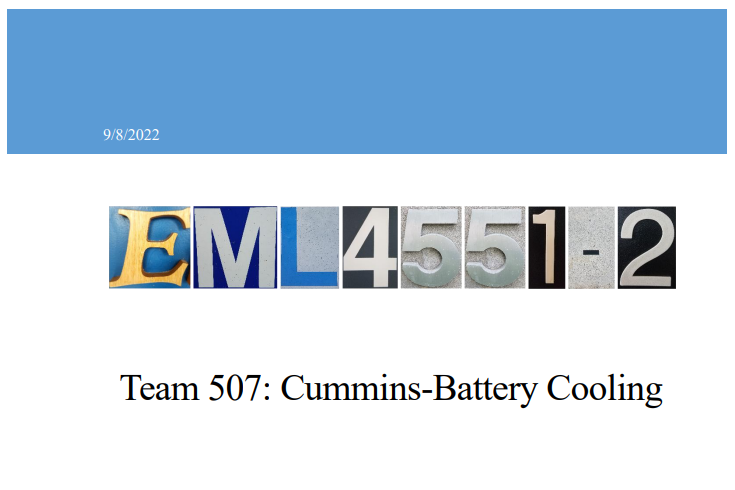 9/8/2022
EML4551-2
Team 507: Cummins-Battery Cooling